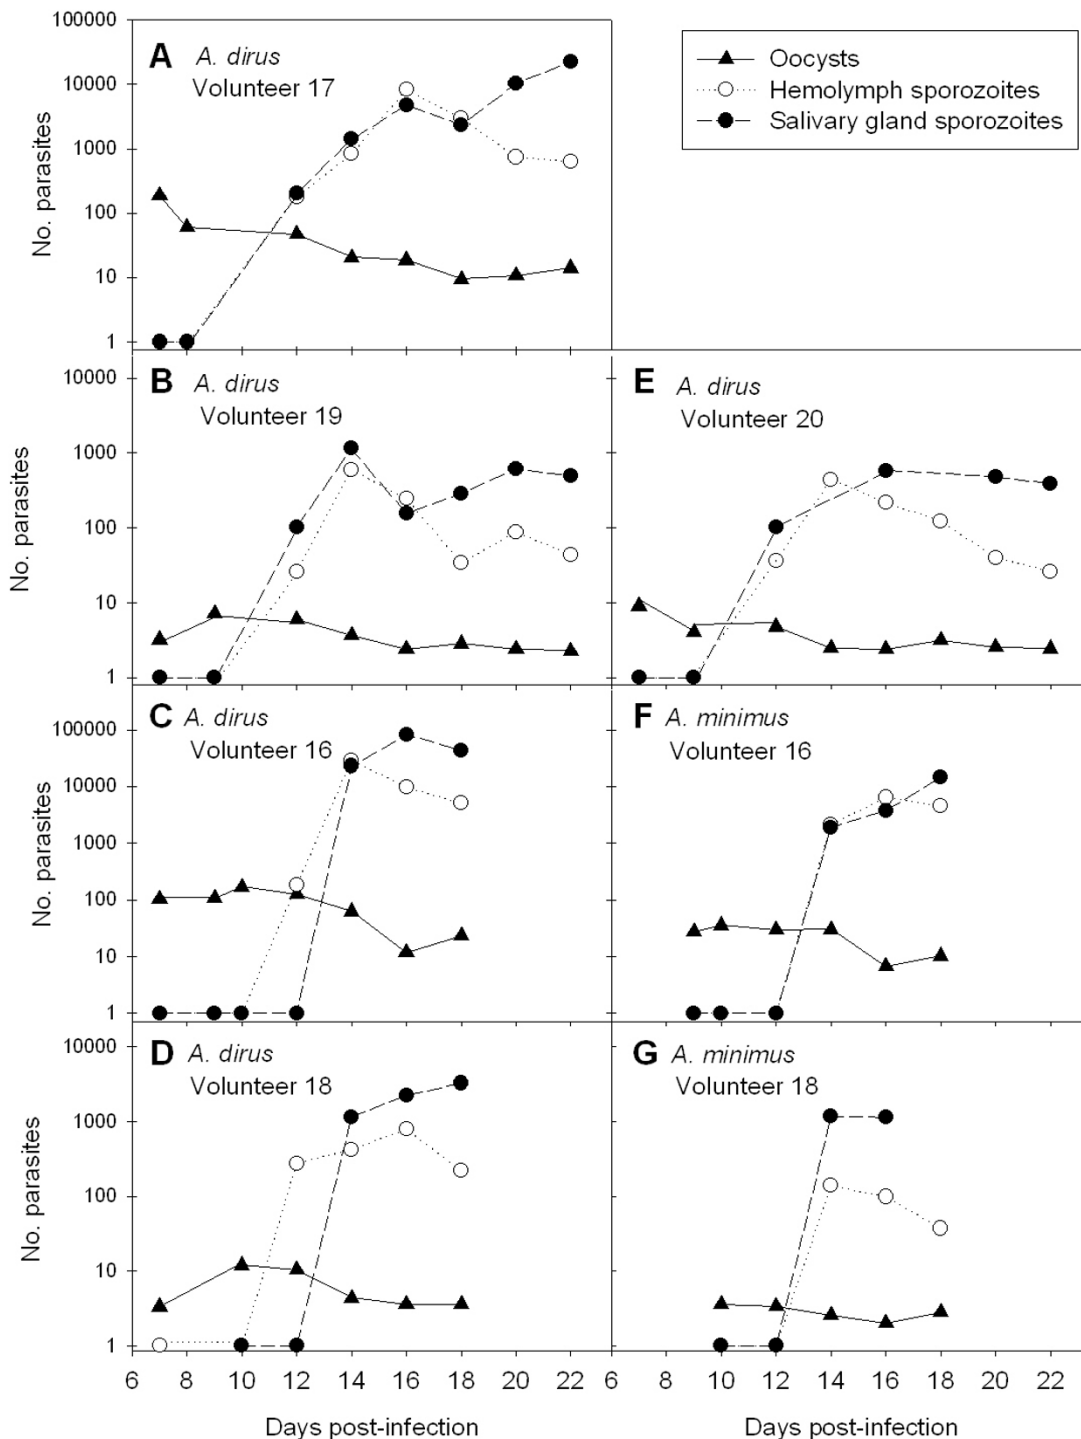 100000
10000
1000
100
10
1
No. parasites
A
A. dirus
Volunteer 17
Oocysts
Hemolymph sporozoites
Salivary gland sporozoites
10000
1000
100
10
1
No. parasites
B
A. dirus
Volunteer 19
E
A. dirus
Volunteer 20
100000
10000
1000
100
10
1
No. parasites
C
A. dirus
Volunteer 16
F
A. minimus
Volunteer 16
10000
1000
100
10
1
No. parasites
D
A. dirus
Volunteer 18
G
A. minimus
Volunteer 18
6 8 10 12 14 16 18 20 22
6 8 10 12 14 16 18 20 22
Days post-infection
Days post-infection